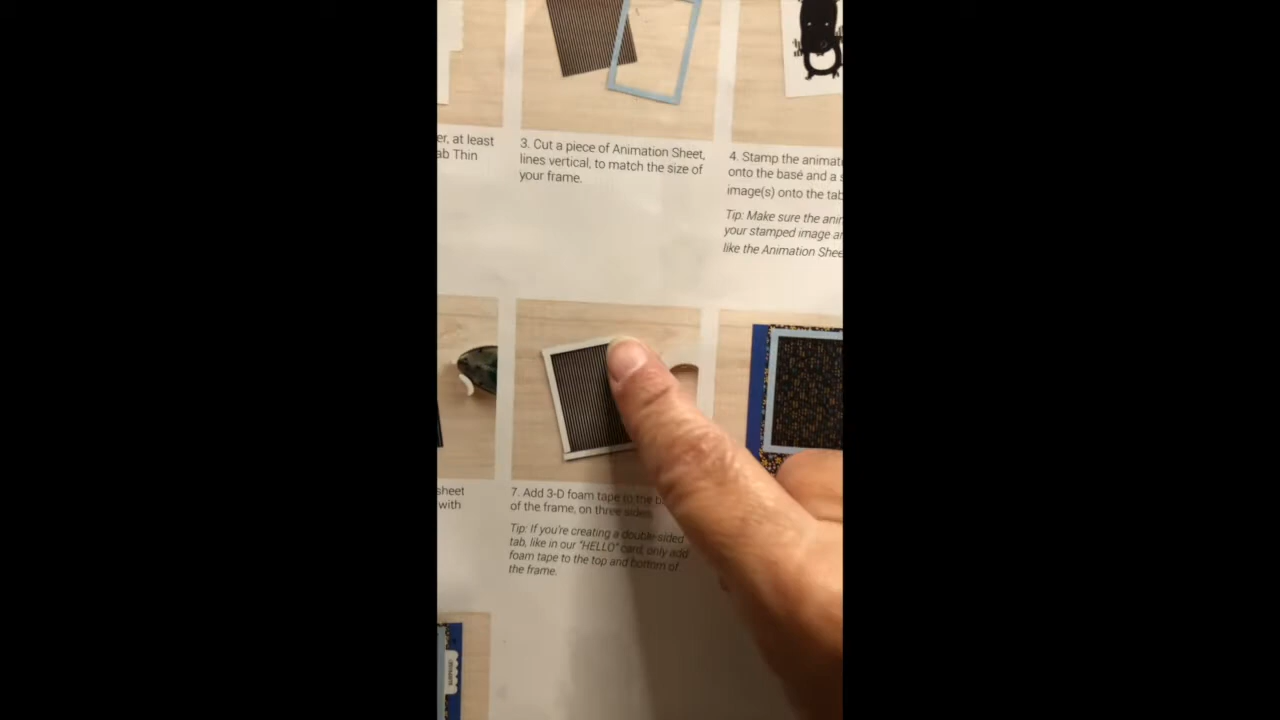 er, at least
ab Thin
3. Cut a piece of Animation Sheet,
lines vertical, to match the size of
your frame.
4. Stamp the animat
onto the base and a s
image(s) onto the tab
Tip: Make sure the anim
your stamped image a
like the Animation Shee
sheet
with
7. Add 3-D foam tape to the b
of the frame, on three sides.
Tip: If you're creating a double-sided
tab, like in our "HELLO" card, only add
foam tape to the top and bottom of
the frame.